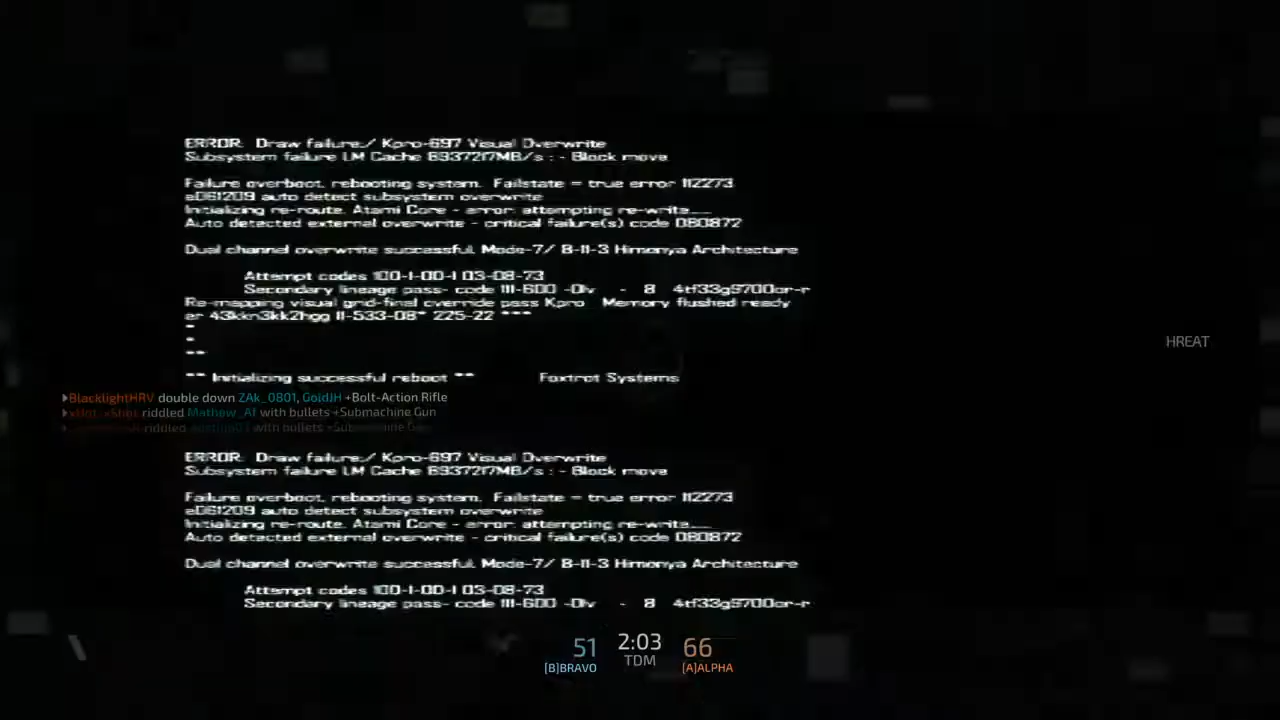 ERROR: Draw failure:/ Kpro-697 Visual Overwrite
Subsystem failure LM Cache 69372f7MB/s : - Block move
Failure overboot, rebooting system. Failstate = true error 112273
e061209 auto detect subsystem overwrite
Initializing re-route. Atami Core - error: attempting re-write....
Auto detected external overwrite - critical failure(s) code 080872
Dual channel overwrite successful. Mode-7/ B-11-3 Himonya Architecture
Attempt codes 100-1-00-1 03-08-73
Secondary lineage pass- code 111-600 -Div - 8 4tf33g9700or-r
Re-mapping visual grid-final override pass Kpro Memory flushed ready
er 43kkn3kk2hgg 11-533-08* 225-22 ***
*
*
**
** Initializing successful reboot ** Foxtrot Systems
HREAT
BlacklightHRV double down ZAk_0801, GoldJH +Bolt-Action Rifle
riddled Mathew_Af with bullets +Submachine Gun
riddled with bullets +Submachine Gun
ERROR: Draw failure:/ Kpro-697 Visual Overwrite
Subsystem failure LM Cache 69372f7MB/s : - Block move
Failure overboot, rebooting system. Failstate = true error 112273
e061209 auto detect subsystem overwrite
Initializing re-route. Atami Core - error: attempting re-write....
Auto detected external overwrite - critical failure(s) code 080872
Dual channel overwrite successful. Mode-7/ B-11-3 Himonya Architecture
Attempt codes 100-1-00-1 03-08-73
Secondary lineage pass- code 111-600 -Div - 8 4tf33g9700or-r
51 2:03 66
[B]BRAVO TDM [A]ALPHA